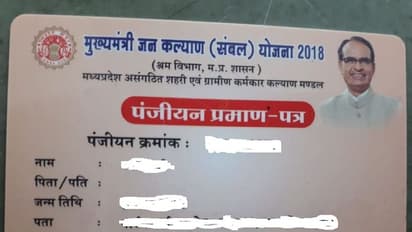 मुख्यमंत्री जन कल्याण (संबल) योजना 2018
(श्रम विभाग, म.प्र. शासन)
मध्यप्रदेश असंगठित शहरी एवं ग्रामीण कर्मकार कल्याण मण्डल
पंजीयन प्रमाण-पत्र
पंजीयन क्रमांक :
नाम :
पिता/पति :
जन्म तिथि :
पता :